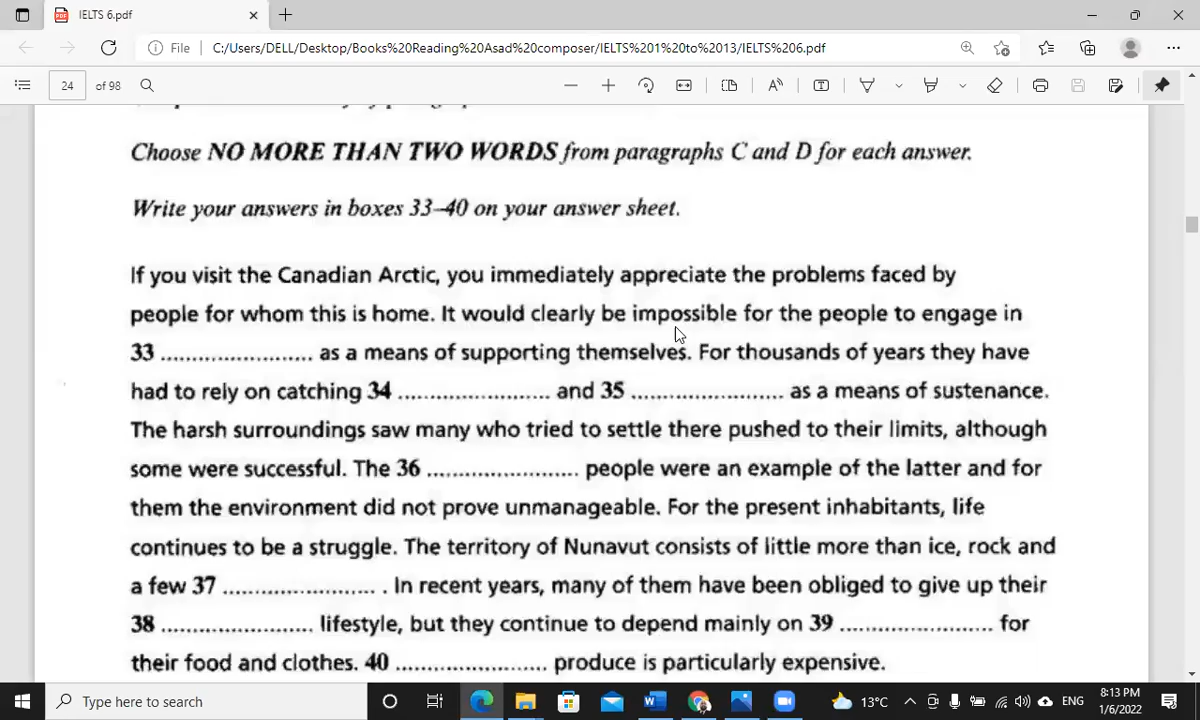 IELTS 6.pdf
File C:/Users/DELL/Desktop/Books%20Reading%20Asad%20composer/IELTS%201%20to%2013/IELTS%206.pdf
24 of 98
Choose NO MORE THAN TWO WORDS from paragraphs C and D for each answer.
Write your answers in boxes 33–40 on your answer sheet.
If you visit the Canadian Arctic, you immediately appreciate the problems faced by
people for whom this is home. It would clearly be impossible for the people to engage in
33 ........................ as a means of supporting themselves. For thousands of years they have
had to rely on catching 34 ........................ and 35 ........................ as a means of sustenance.
The harsh surroundings saw many who tried to settle there pushed to their limits, although
some were successful. The 36 ........................ people were an example of the latter and for
them the environment did not prove unmanageable. For the present inhabitants, life
continues to be a struggle. The territory of Nunavut consists of little more than ice, rock and
a few 37 ........................ . In recent years, many of them have been obliged to give up their
38 ........................ lifestyle, but they continue to depend mainly on 39 ........................ for
their food and clothes. 40 ........................ produce is particularly expensive.
Type here to search
13°C
ENG
8:13 PM
1/6/2022